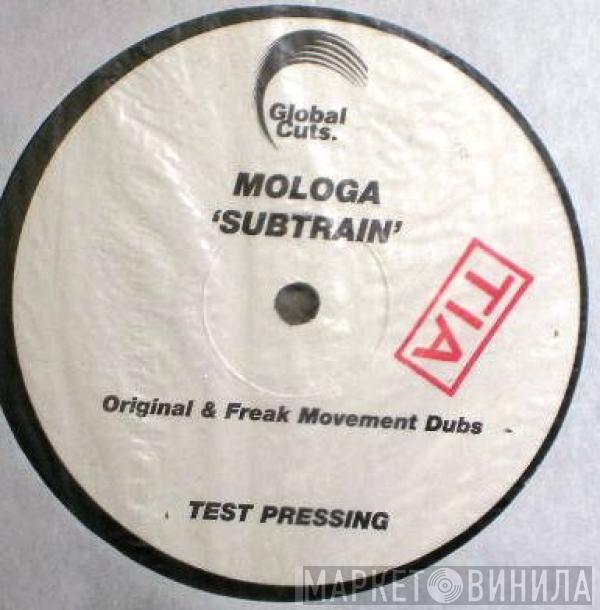 Global
Cuts.
MOLOGA
‘SUBTRAIN’
TIA
Original & Freak Movement Dubs
TEST PRESSING
МАРКЕТ ВИНИЛА